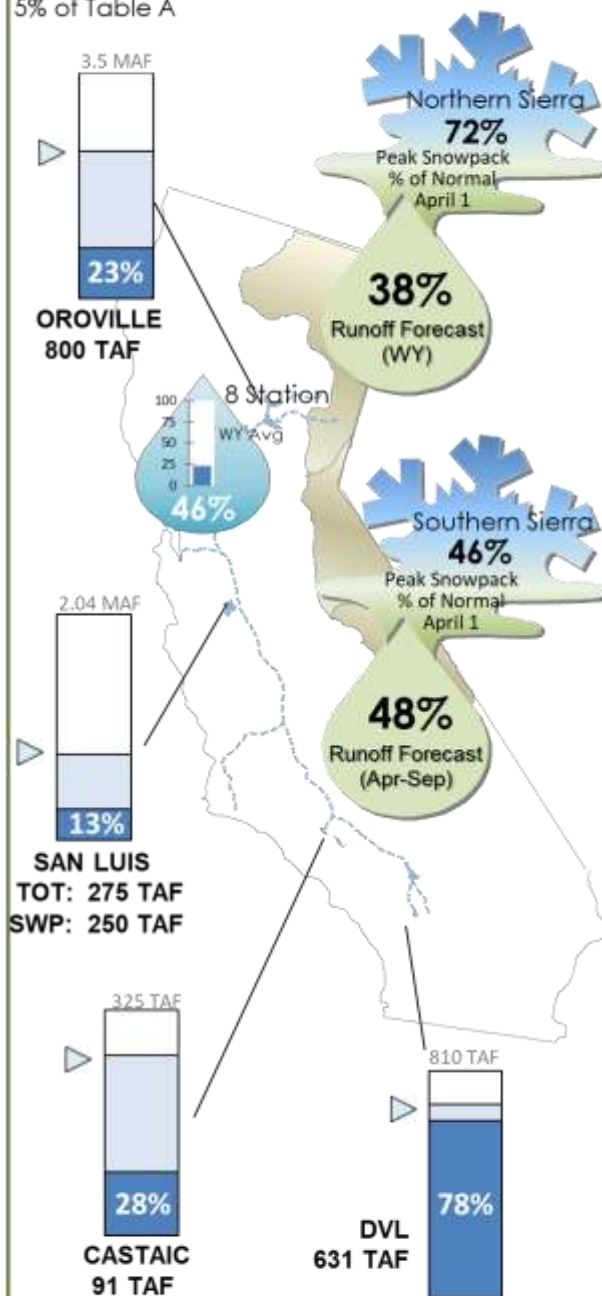 5% of Table A
3.5 MAF
23%
OROVILLE
800 TAF
Northern Sierra
72%
Peak Snowpack
% of Normal
April 1
38%
Runoff Forecast
(WY)
8 Station
WY Avg
100
75
50
25
0
46%
Southern Sierra
46%
Peak Snowpack
% of Normal
April 1
48%
Runoff Forecast
(Apr-Sep)
2.04 MAF
13%
SAN LUIS
TOT: 275 TAF
SWP: 250 TAF
325 TAF
28%
CASTAIC
91 TAF
810 TAF
78%
DVL
631 TAF